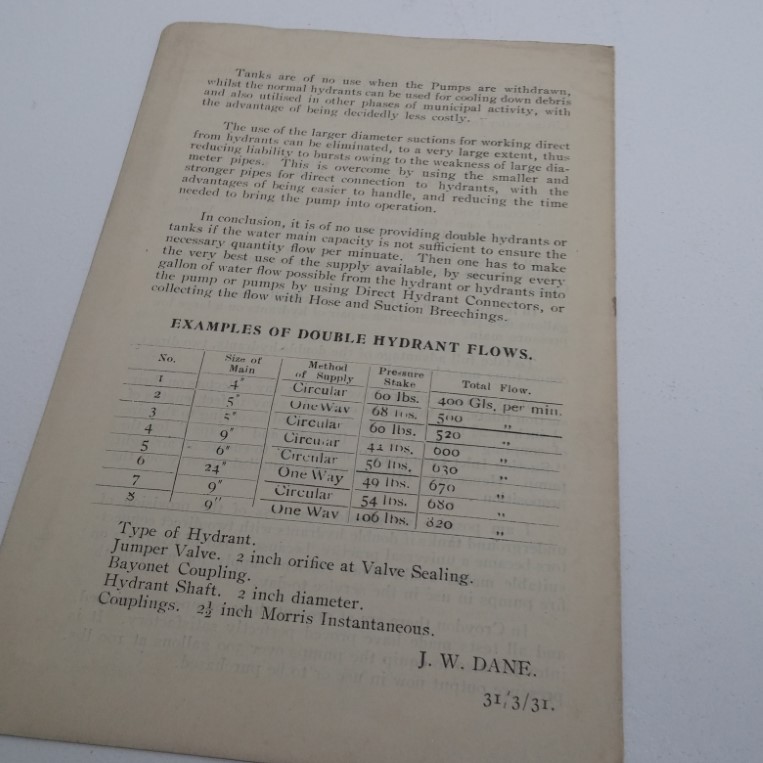 Tanks are of no use when the Pumps are withdrawn,
whilst the normal hydrants can be used for cooling down debris
and also utilised in other phases of municipal activity, with
the advantage of being decidedly less costly.
The use of the larger diameter suctions for working direct
from hydrants can be eliminated, to a very large extent, thus
reducing liability to bursts owing to the weakness of large dia-
meter pipes. This is overcome by using the smaller and
stronger pipes for direct connection to hydrants, with the
advantages of being easier to handle, and reducing the time
needed to bring the pump into operation.
In conclusion, it is of no use providing double hydrants or
tanks if the water main capacity is not sufficient to ensure the
necessary quantity flow per minuate. Then one has to make
the very best use of the supply available, by securing every
gallon of water flow possible from the hydrant or hydrants into
the pump or pumps by using Direct Hydrant Connectors, or
collecting the flow with Hose and Suction Breechings.
EXAMPLES OF DOUBLE HYDRANT FLOWS.
No. Size of Main Method of Supply Pressure Stake Total Flow.
1 4" Circular 60 lbs. 400 Gls. per min.
2 5" One Way 68 lbs. 500 "
3 5" Circular 60 lbs. 520 "
4 9" Circular 42 lbs. 600 "
5 6" Circular 56 lbs. 630 "
6 24" One Way 49 lbs. 670 "
7 9" Circular 54 lbs. 680 "
8 9" One Way 106 lbs. 820 "
Type of Hydrant.
Jumper Valve. 2 inch orifice at Valve Sealing.
Bayonet Coupling.
Hydrant Shaft. 2 inch diameter.
Couplings. 2½ inch Morris Instantaneous.
J. W. DANE.
31/3/31.